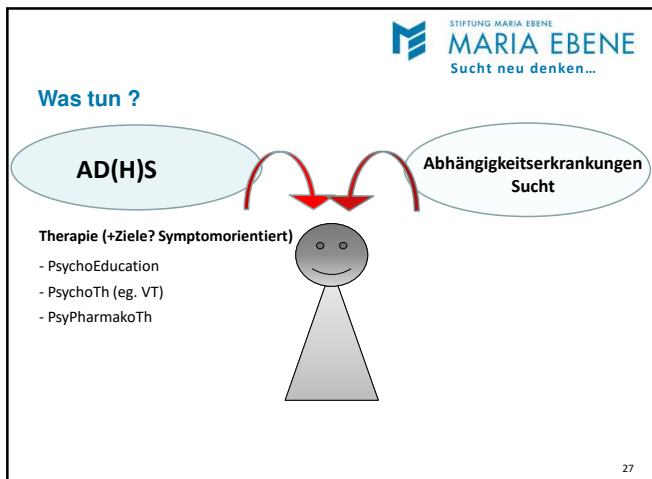 STIFTUNG MARIA EBENE
MARIA EBENE
Sucht neu denken...
Was tun ?
AD(H)S
Abhängigkeitserkrankungen
Sucht
Therapie (+Ziele? Symptomorientiert)
- PsychoEducation
- PsychoTh (eg. VT)
- PsyPharmakoTh
27